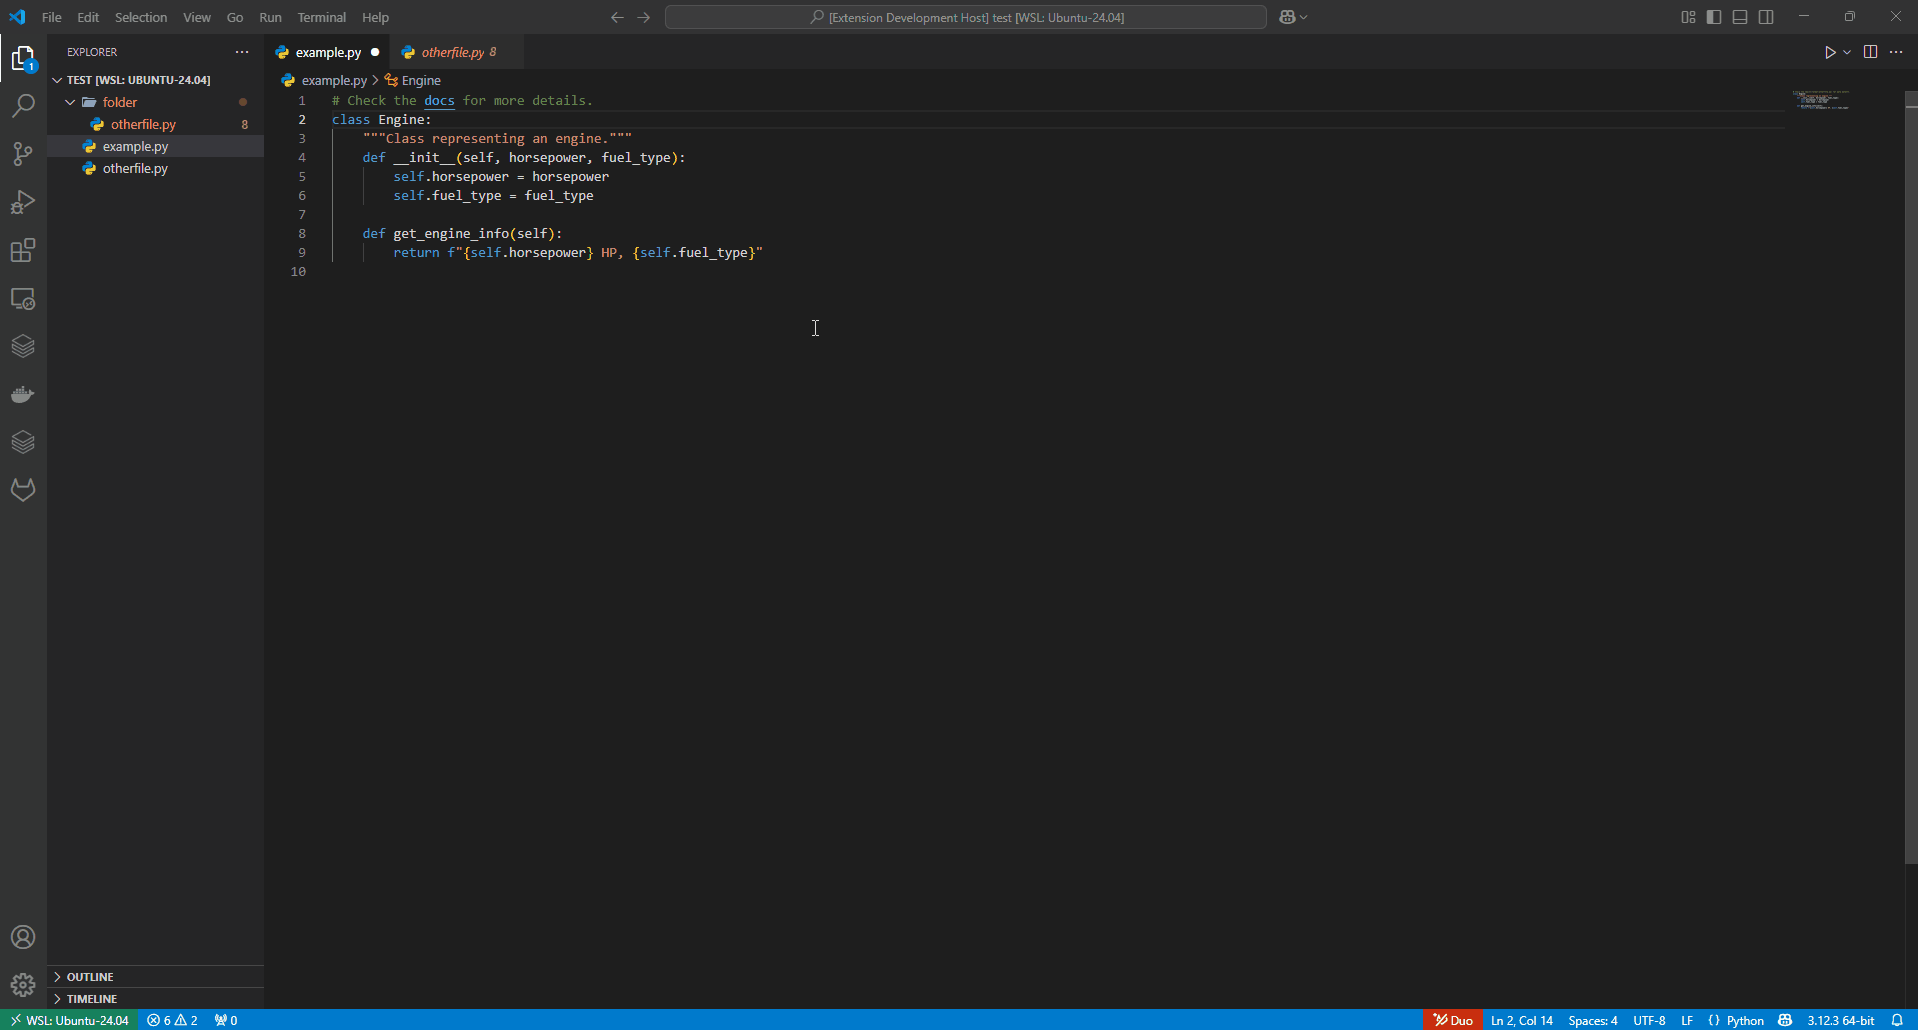 File Edit Selection View Go Run Terminal Help
[Extension Development Host] test [WSL: Ubuntu-24.04]
EXPLORER
1
TEST [WSL: UBUNTU-24.04]
folder
otherfile.py 8
example.py
otherfile.py
OUTLINE
TIMELINE
example.py
otherfile.py 8
example.py > Engine
1 # Check the docs for more details.
2 class Engine:
3 """Class representing an engine."""
4 def __init__(self, horsepower, fuel_type):
5 self.horsepower = horsepower
6 self.fuel_type = fuel_type
7
8 def get_engine_info(self):
9 return f"{self.horsepower} HP, {self.fuel_type}"
10
WSL: Ubuntu-24.04 6 2 0
Duo Ln 2, Col 14 Spaces: 4 UTF-8 LF {} Python 3.12.3 64-bit